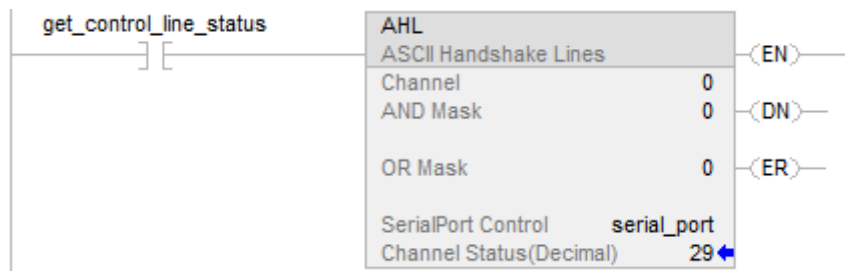 get_control_line_status
AHL
ASCII Handshake Lines
EN
Channel 0
AND Mask 0
DN
OR Mask 0
ER
SerialPort Control serial_port
Channel Status(Decimal) 29